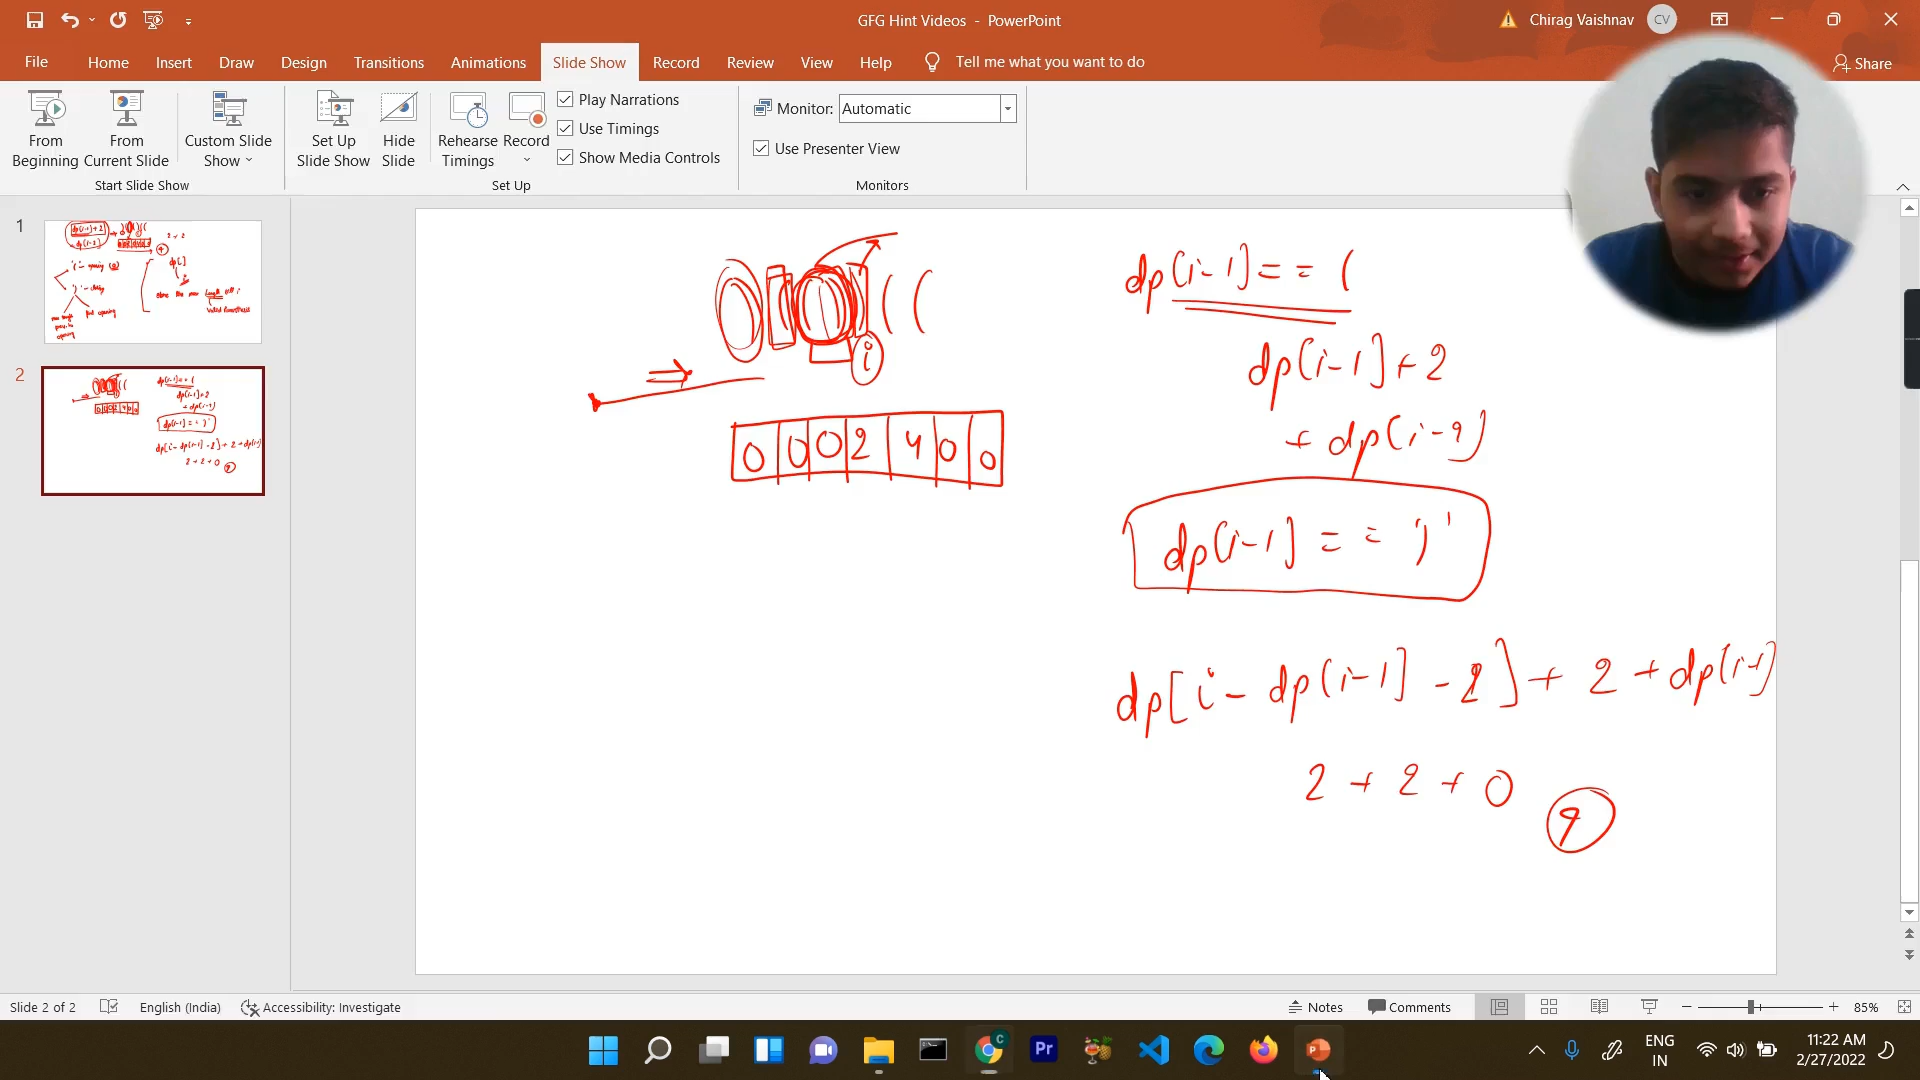 GFG Hint Videos - PowerPoint
Chirag Vaishnav
CV
File Home Insert Draw Design Transitions Animations Slide Show Record Review View Help Tell me what you want to do
Share
From Beginning
From Current Slide
Custom Slide Show
Set Up Slide Show
Hide Slide
Rehearse Timings
Record
Play Narrations
Use Timings
Show Media Controls
Monitor: Automatic
Use Presenter View
Start Slide Show
Set Up
Monitors
1
2
i
0 0 0 2 4 0 0
dp[i-1] == (
dp[i-1] + 2
+ dp[i-2]
dp[i-1] == ')'
dp[i - dp[i-1] - 2] + 2 + dp[i-1]
2 + 2 + 0
4
Slide 2 of 2
English (India)
Accessibility: Investigate
Notes
Comments
85%
Pr
ENG
IN
11:22 AM
2/27/2022